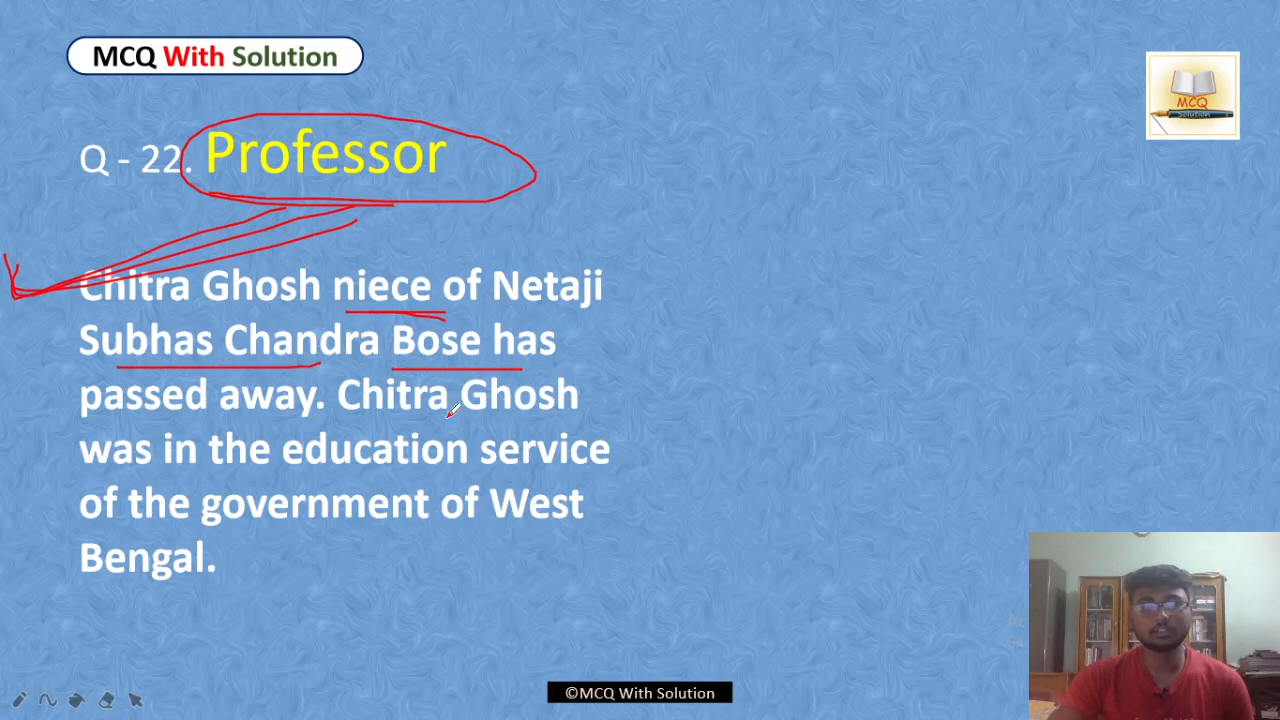 MCQ With Solution
MCQ
Solution
Q - 22. Professor
Chitra Ghosh niece of Netaji
Subhas Chandra Bose has
passed away. Chitra Ghosh
was in the education service
of the government of West
Bengal.
©MCQ With Solution